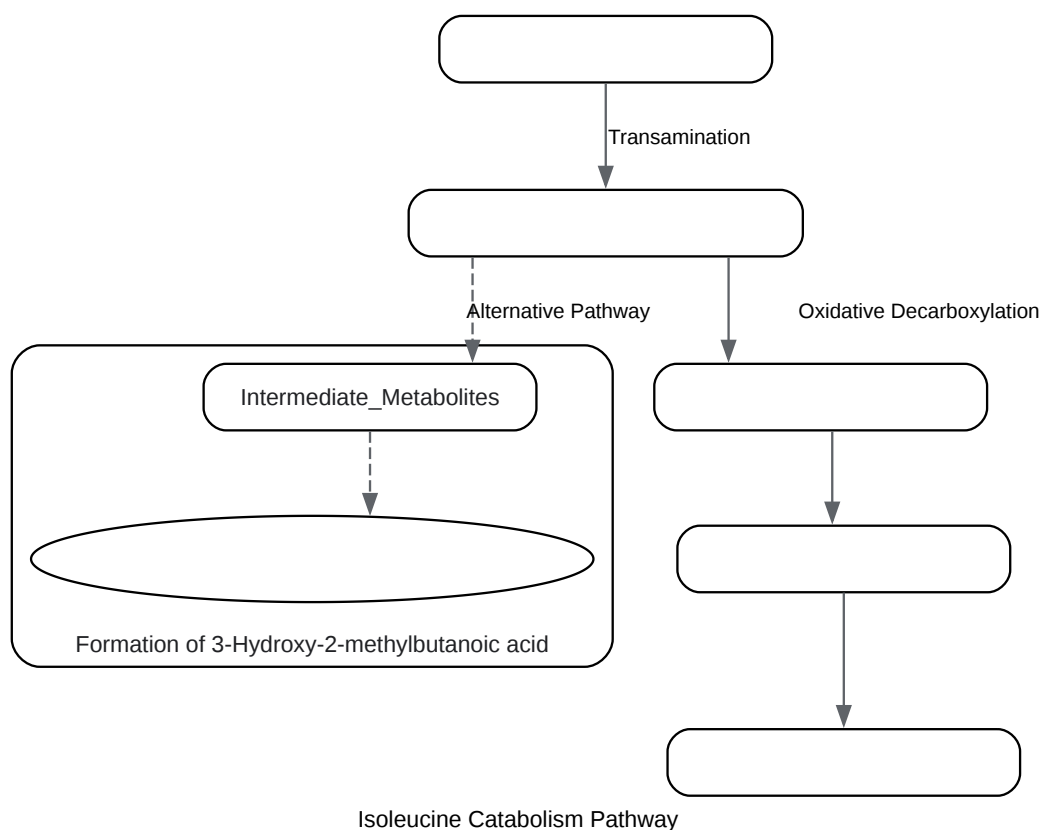 Transamination
Alternative Pathway
Oxidative Decarboxylation
Intermediate_Metabolites
Formation of 3-Hydroxy-2-methylbutanoic acid
Isoleucine Catabolism Pathway